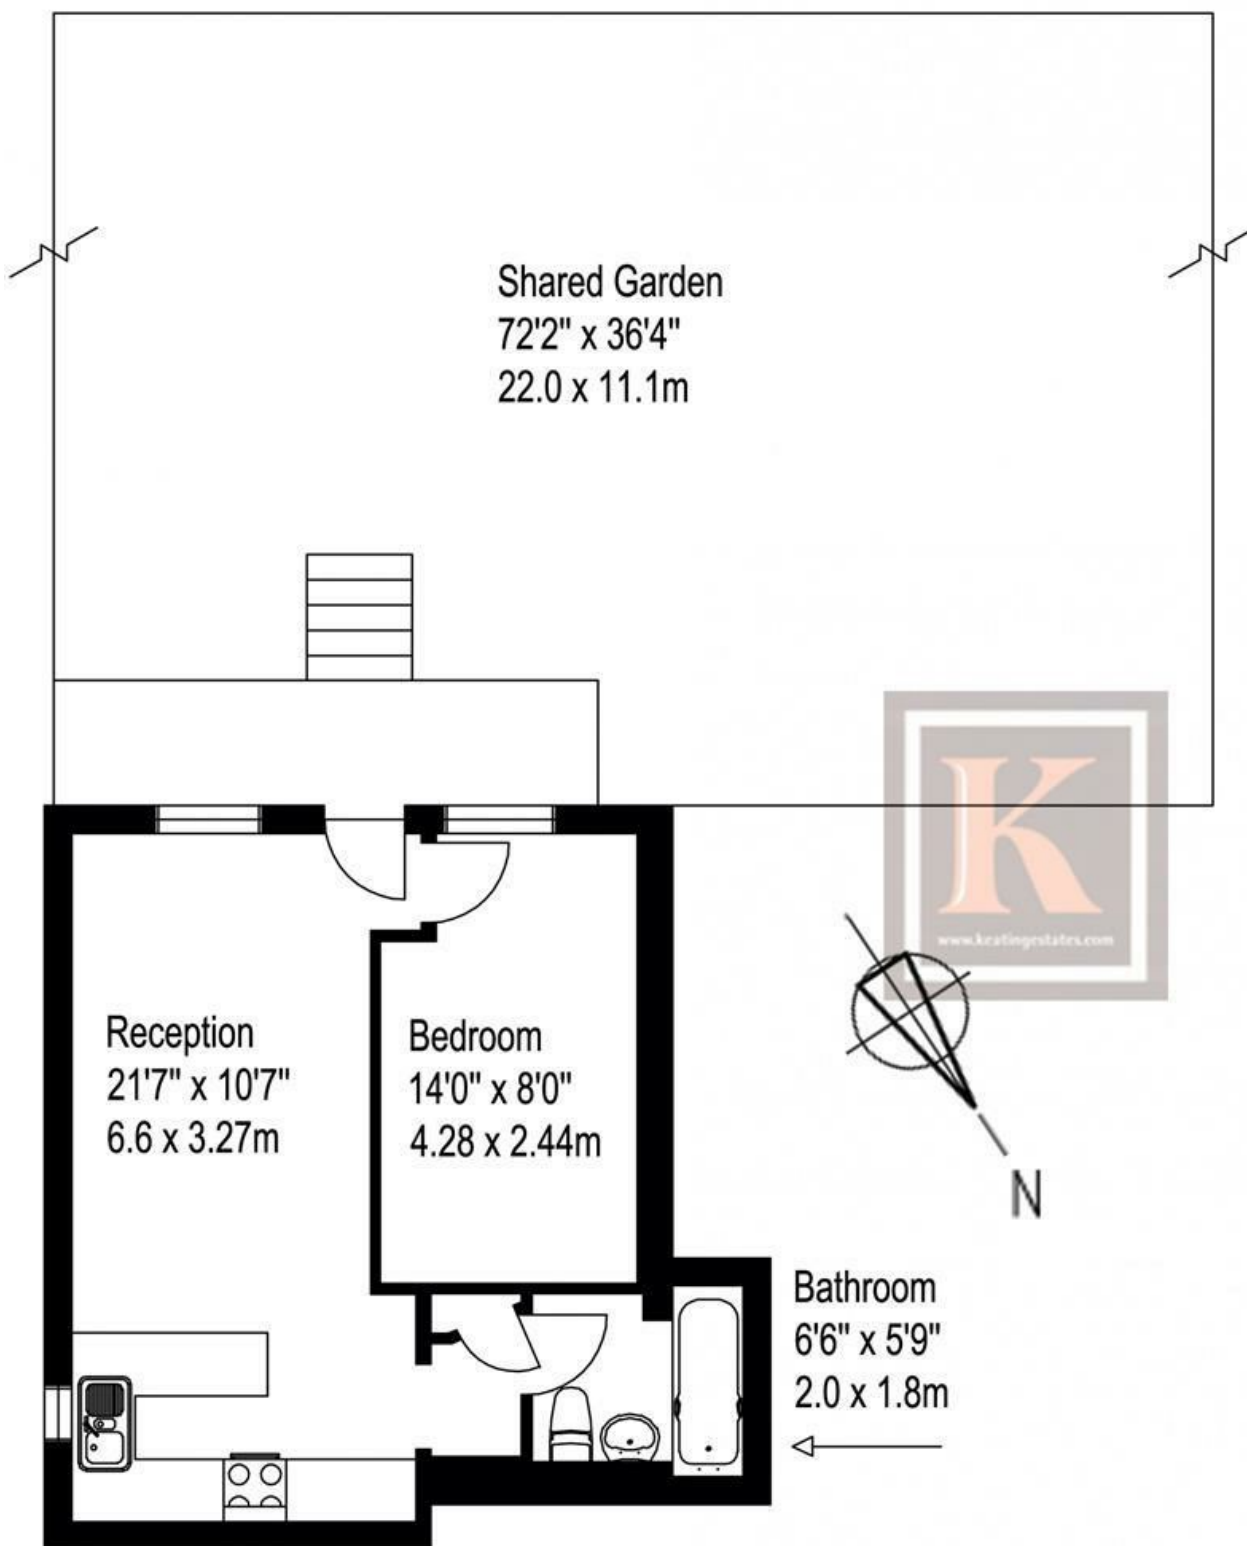 Shared Garden
72'2" x 36'4"
22.0 x 11.1m
www.keatingestates.com
K
Reception
21'7" x 10'7"
6.6 x 3.27m
Bedroom
14'0" x 8'0"
4.28 x 2.44m
N
Bathroom
6'6" x 5'9"
2.0 x 1.8m